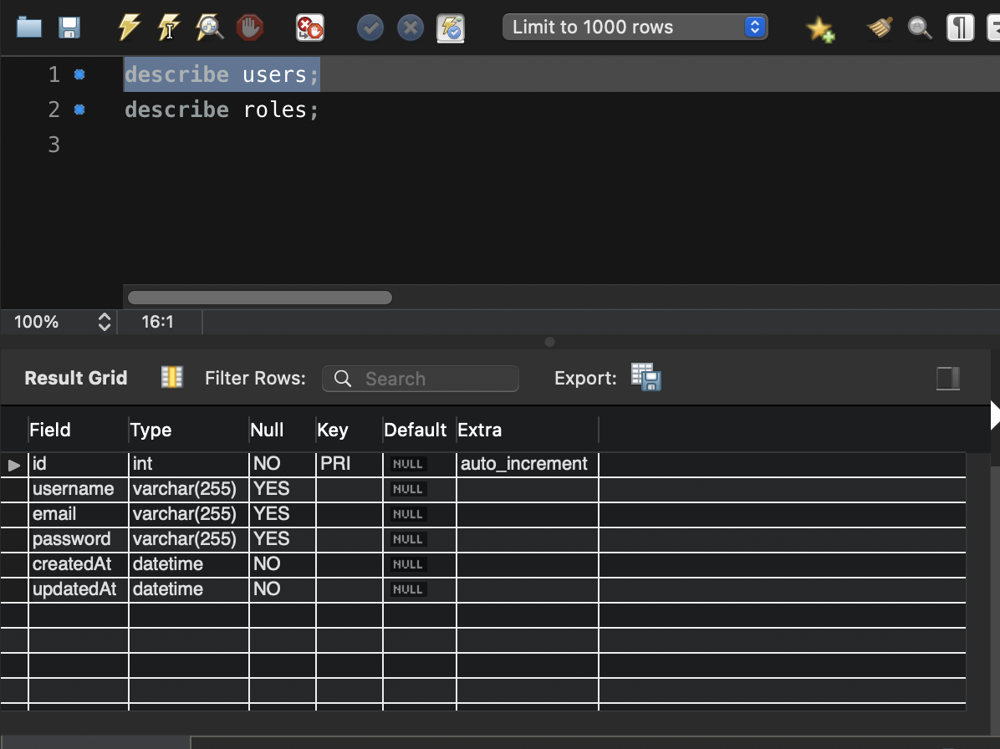 Limit to 1000 rows
1 describe users;
2 describe roles;
3
100% 16:1
Result Grid Filter Rows: Search Export:
Field Type Null Key Default Extra
id int NO PRI NULL auto_increment
username varchar(255) YES NULL
email varchar(255) YES NULL
password varchar(255) YES NULL
createdAt datetime NO NULL
updatedAt datetime NO NULL